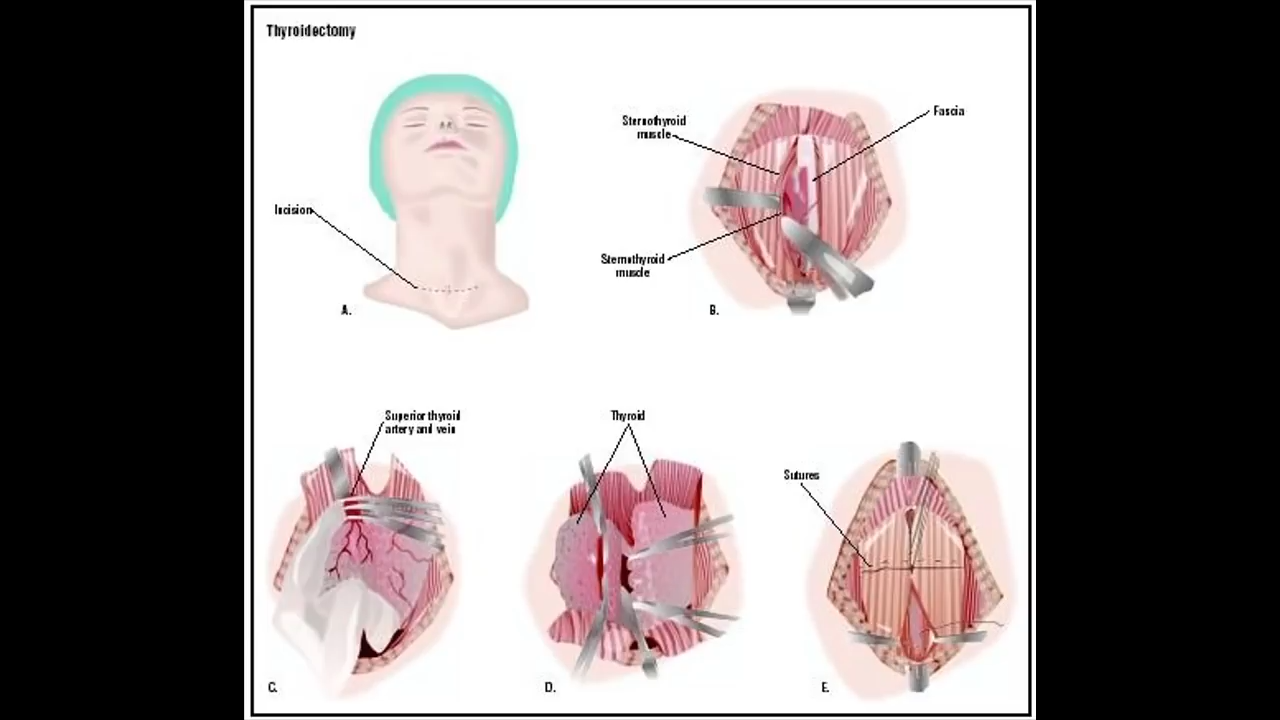 Thyroidectomy
Incision
A.
Sternothyroid
muscle
Fascia
Sternothyroid
muscle
B.
Superior thyroid
artery and vein
C.
Thyroid
D.
Sutures
E.